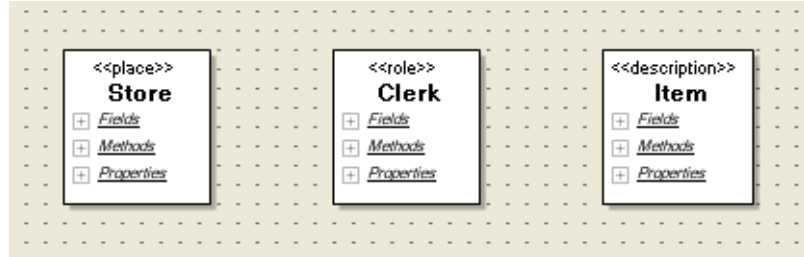 <<place>>
Store
Fields
Methods
Properties
<<role>>
Clerk
Fields
Methods
Properties
<<description>>
Item
Fields
Methods
Properties